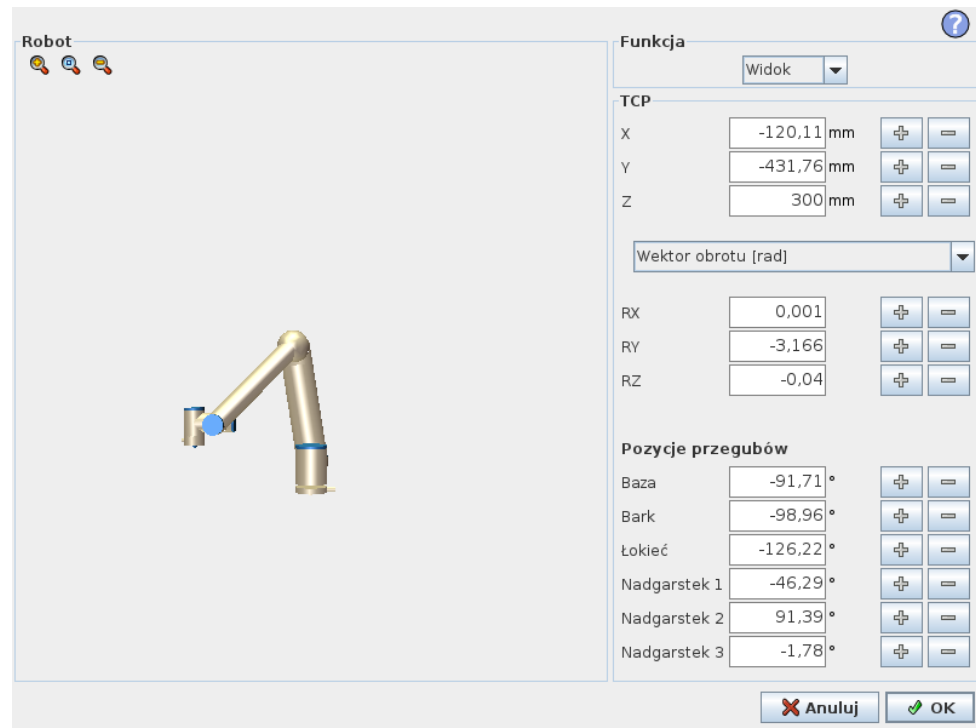 Robot
?
Funkcja
Widok
TCP
X -120,11 mm
Y -431,76 mm
Z 300 mm
Wektor obrotu [rad]
RX 0,001
RY -3,166
RZ -0,04
Pozycje przegubów
Baza -91,71 °
Bark -98,96 °
Łokieć -126,22 °
Nadgarstek 1 -46,29 °
Nadgarstek 2 91,39 °
Nadgarstek 3 -1,78 °
Anuluj OK